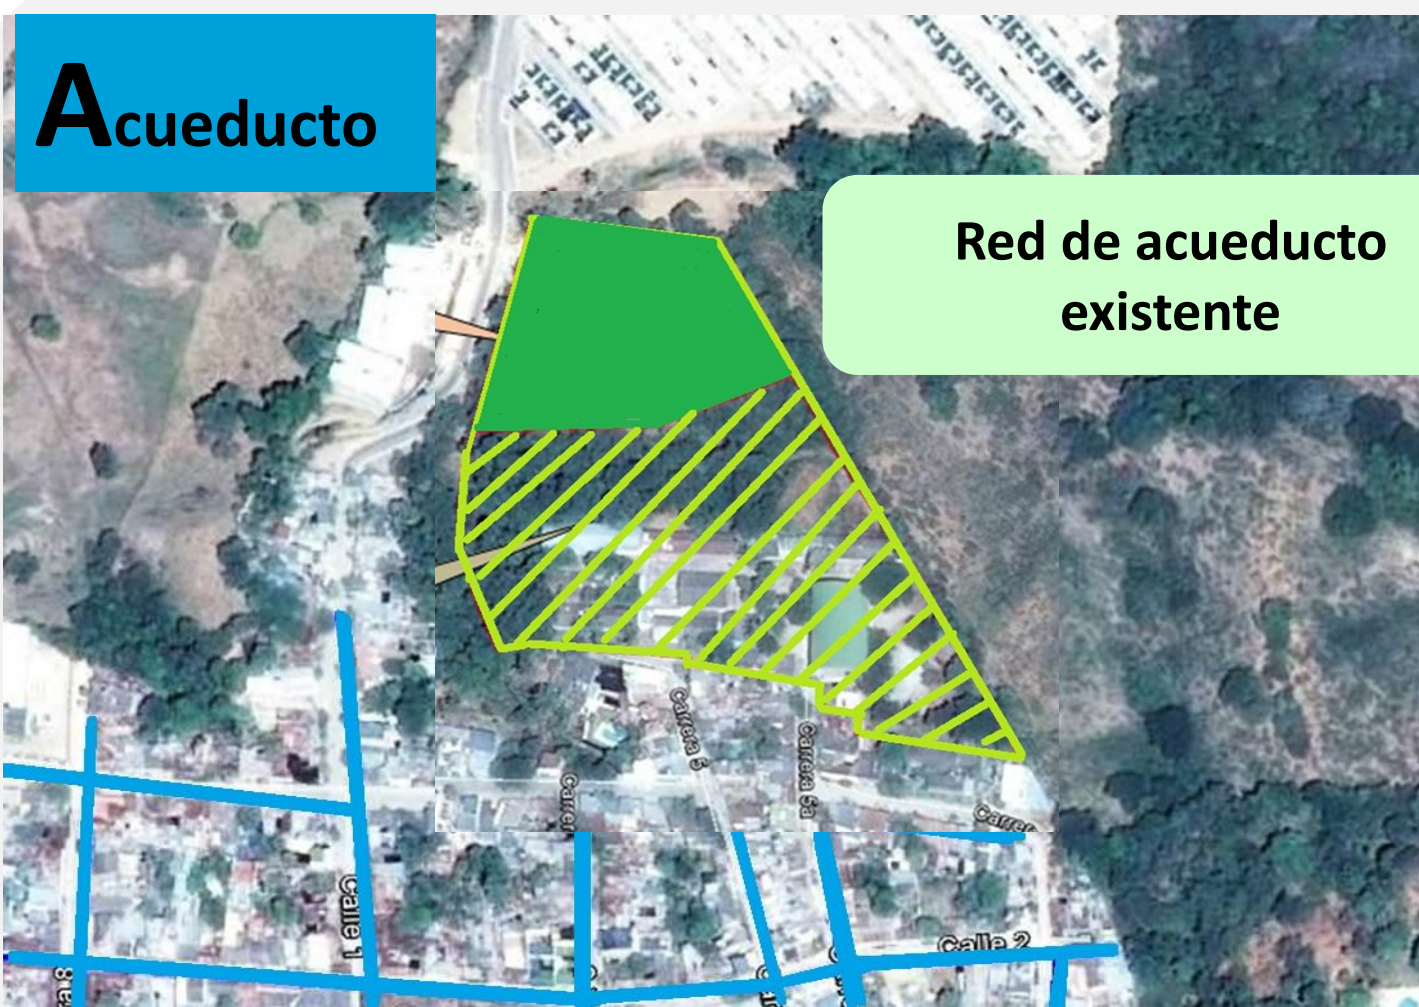 Acueducto
Red de acueducto
existente
Carrera 5
Carrera 5a
Calle 1
Calle 2